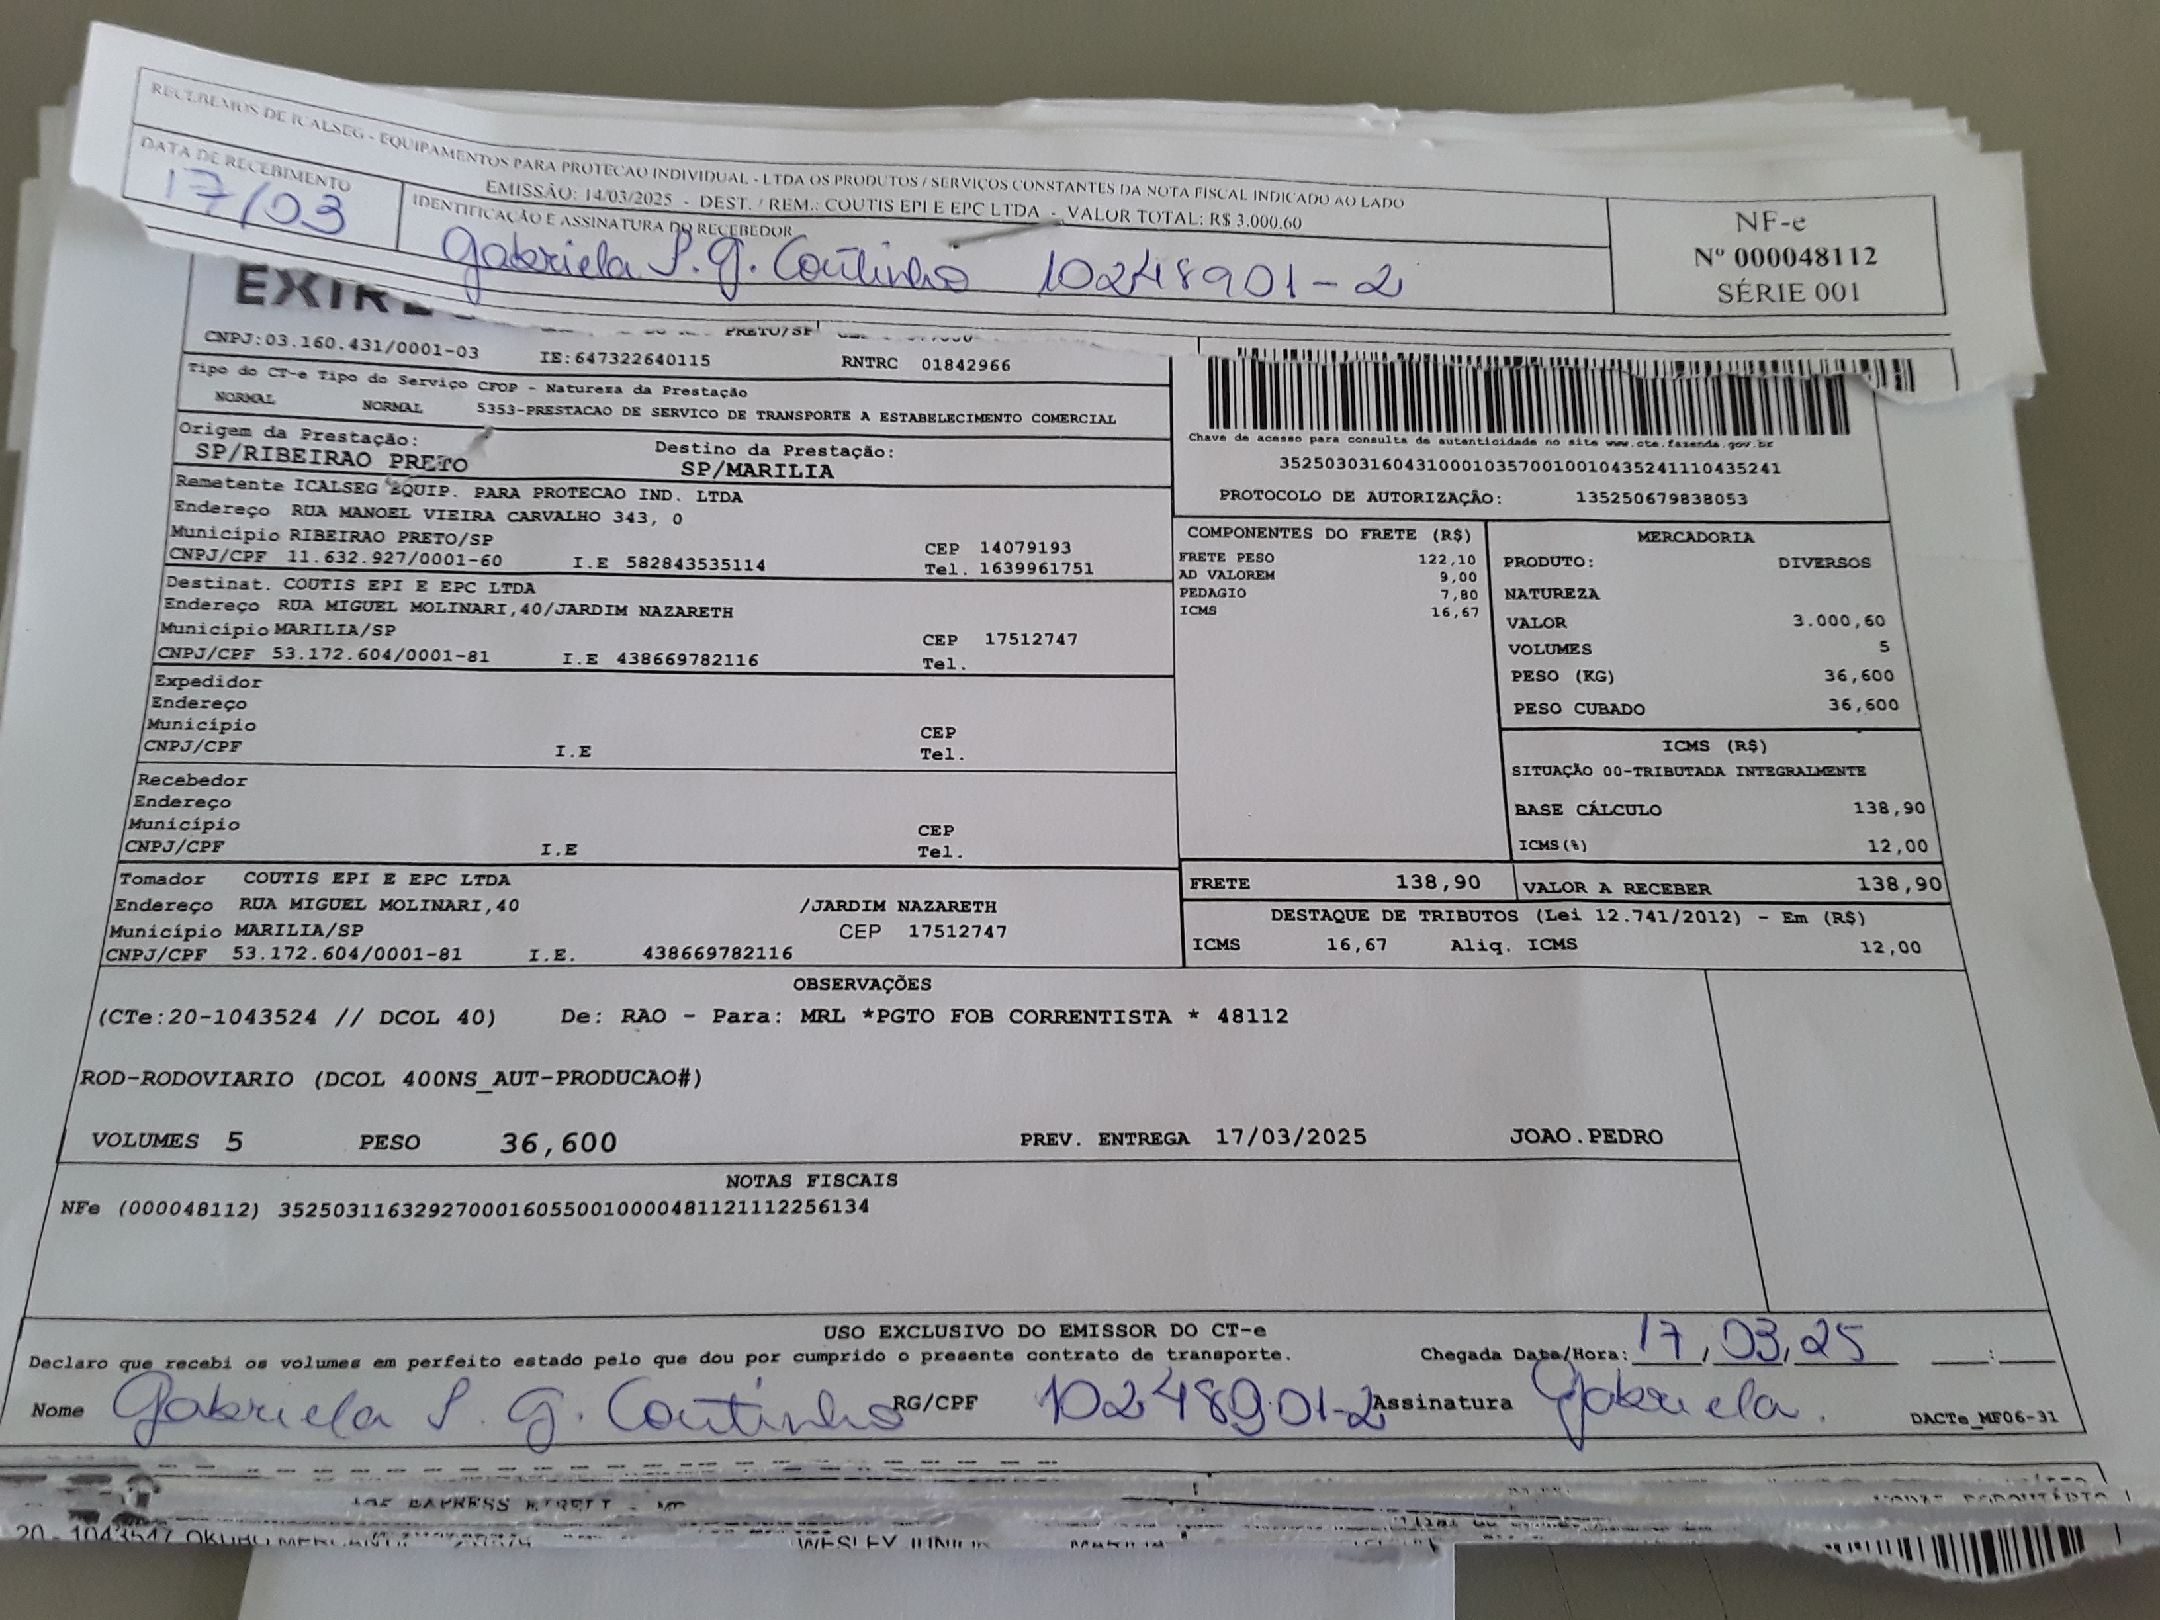 RECEBEMOS DE ICALSEG - EQUIPAMENTOS PARA PROTECAO INDIVIDUAL - LTDA OS PRODUTOS / SERVIÇOS CONSTANTES DA NOTA FISCAL INDICADO AO LADO
EMISSÃO: 14/03/2025 - DEST. / REM.: COUTIS EPI E EPC LTDA - VALOR TOTAL: R$ 3.000.60
DATA DE RECEBIMENTO
17/03
IDENTIFICAÇÃO E ASSINATURA DO RECEBEDOR
Gabriela S. G. Coutinho 10248901-2
NF-e
Nº 000048112
SÉRIE 001
PRETO/SP
CNPJ:03.160.431/0001-03 IE:647322640115 RNTRC 01842966
Tipo do CT-e Tipo do Serviço CFOP - Natureza da Prestação
NORMAL NORMAL 5353-PRESTACAO DE SERVICO DE TRANSPORTE A ESTABELECIMENTO COMERCIAL
Origem da Prestação: Destino da Prestação:
SP/RIBEIRAO PRETO SP/MARILIA
Remetente ICALSEG EQUIP. PARA PROTECAO IND. LTDA
Endereço RUA MANOEL VIEIRA CARVALHO 343, 0
Município RIBEIRAO PRETO/SP CEP 14079193
CNPJ/CPF 11.632.927/0001-60 I.E 582843535114 Tel. 1639961751
Destinat. COUTIS EPI E EPC LTDA
Endereço RUA MIGUEL MOLINARI,40/JARDIM NAZARETH
Município MARILIA/SP CEP 17512747
CNPJ/CPF 53.172.604/0001-81 I.E 438669782116 Tel.
Expedidor
Endereço
Município CEP
CNPJ/CPF I.E Tel.
Recebedor
Endereço
Município CEP
CNPJ/CPF I.E Tel.
Tomador COUTIS EPI E EPC LTDA
Endereço RUA MIGUEL MOLINARI,40 /JARDIM NAZARETH
Município MARILIA/SP CEP 17512747
CNPJ/CPF 53.172.604/0001-81 I.E. 438669782116
Chave de acesso para consulta de autenticidade no site www.cte.fazenda.gov.br
35250303160431000103570010010435241110435241
PROTOCOLO DE AUTORIZAÇÃO: 135250679838053
COMPONENTES DO FRETE (R$)
FRETE PESO 122,10
AD VALOREM 9,00
PEDAGIO 7,80
ICMS 16,67
MERCADORIA
PRODUTO: DIVERSOS
NATUREZA
VALOR 3.000,60
VOLUMES 5
PESO (KG) 36,600
PESO CUBADO 36,600
ICMS (R$)
SITUAÇÃO 00-TRIBUTADA INTEGRALMENTE
BASE CÁLCULO 138,90
ICMS(%) 12,00
FRETE 138,90 VALOR A RECEBER 138,90
DESTAQUE DE TRIBUTOS (Lei 12.741/2012) - Em (R$)
ICMS 16,67 Aliq. ICMS 12,00
OBSERVAÇÕES
(CTe:20-1043524 // DCOL 40) De: RAO - Para: MRL *PGTO FOB CORRENTISTA * 48112
ROD-RODOVIARIO (DCOL 400NS_AUT-PRODUCAO#)
VOLUMES 5 PESO 36,600 PREV. ENTREGA 17/03/2025 JOAO.PEDRO
NOTAS FISCAIS
NFe (000048112) 35250311632927000160550010000481121112256134
USO EXCLUSIVO DO EMISSOR DO CT-e
Declaro que recebi os volumes em perfeito estado pelo que dou por cumprido o presente contrato de transporte. Chegada Data/Hora: 17,03,25 :
Nome Gabriela S. G. Coutinho RG/CPF 10248901-2 Assinatura Gabriela.
DACTe_MF06-31
20 - 1043547